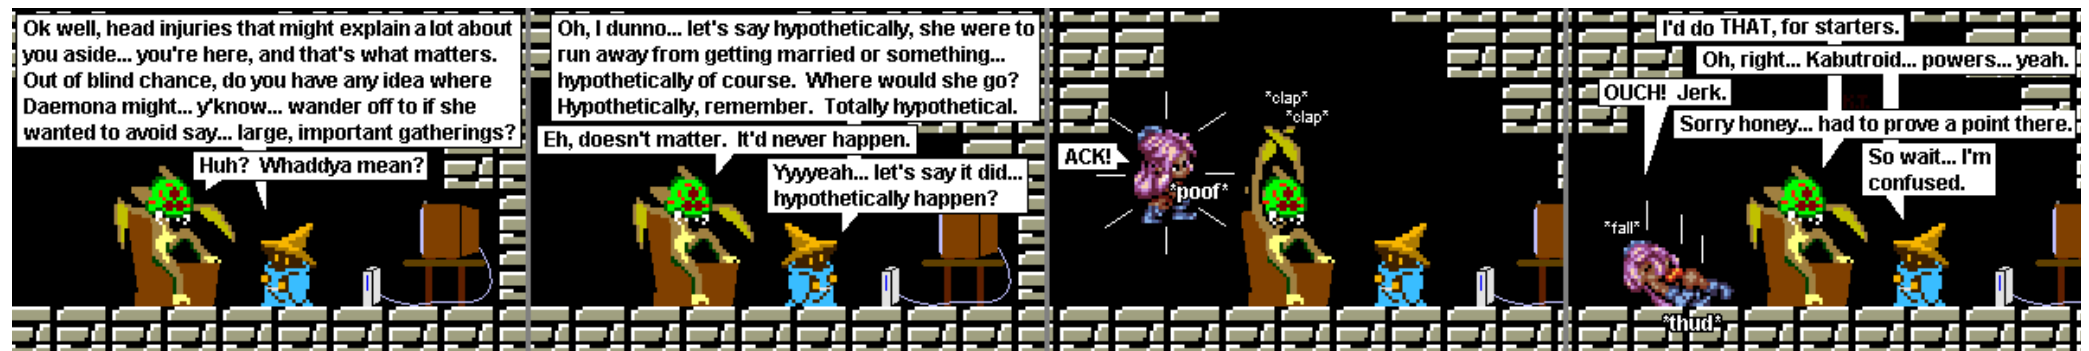 Ok well, head injuries that might explain a lot about
you aside... you're here, and that's what matters.
Out of blind chance, do you have any idea where
Daemona might... y'know... wander off to if she
wanted to avoid say... large, important gatherings?
Huh?  Whaddya mean?
Oh, I dunno... let's say hypothetically, she were to
run away from getting married or something...
hypothetically of course.  Where would she go?
Hypothetically, remember.  Totally hypothetical.
Eh, doesn't matter.  It'd never happen.
Yyyyeah... let's say it did...
hypothetically happen?
*clap*
*clap*
ACK!
*poof*
I'd do THAT, for starters.
Oh, right... Kabutroid... powers... yeah.
OUCH!  Jerk.
Sorry honey... had to prove a point there.
So wait... I'm
confused.
*fall*
*thud*